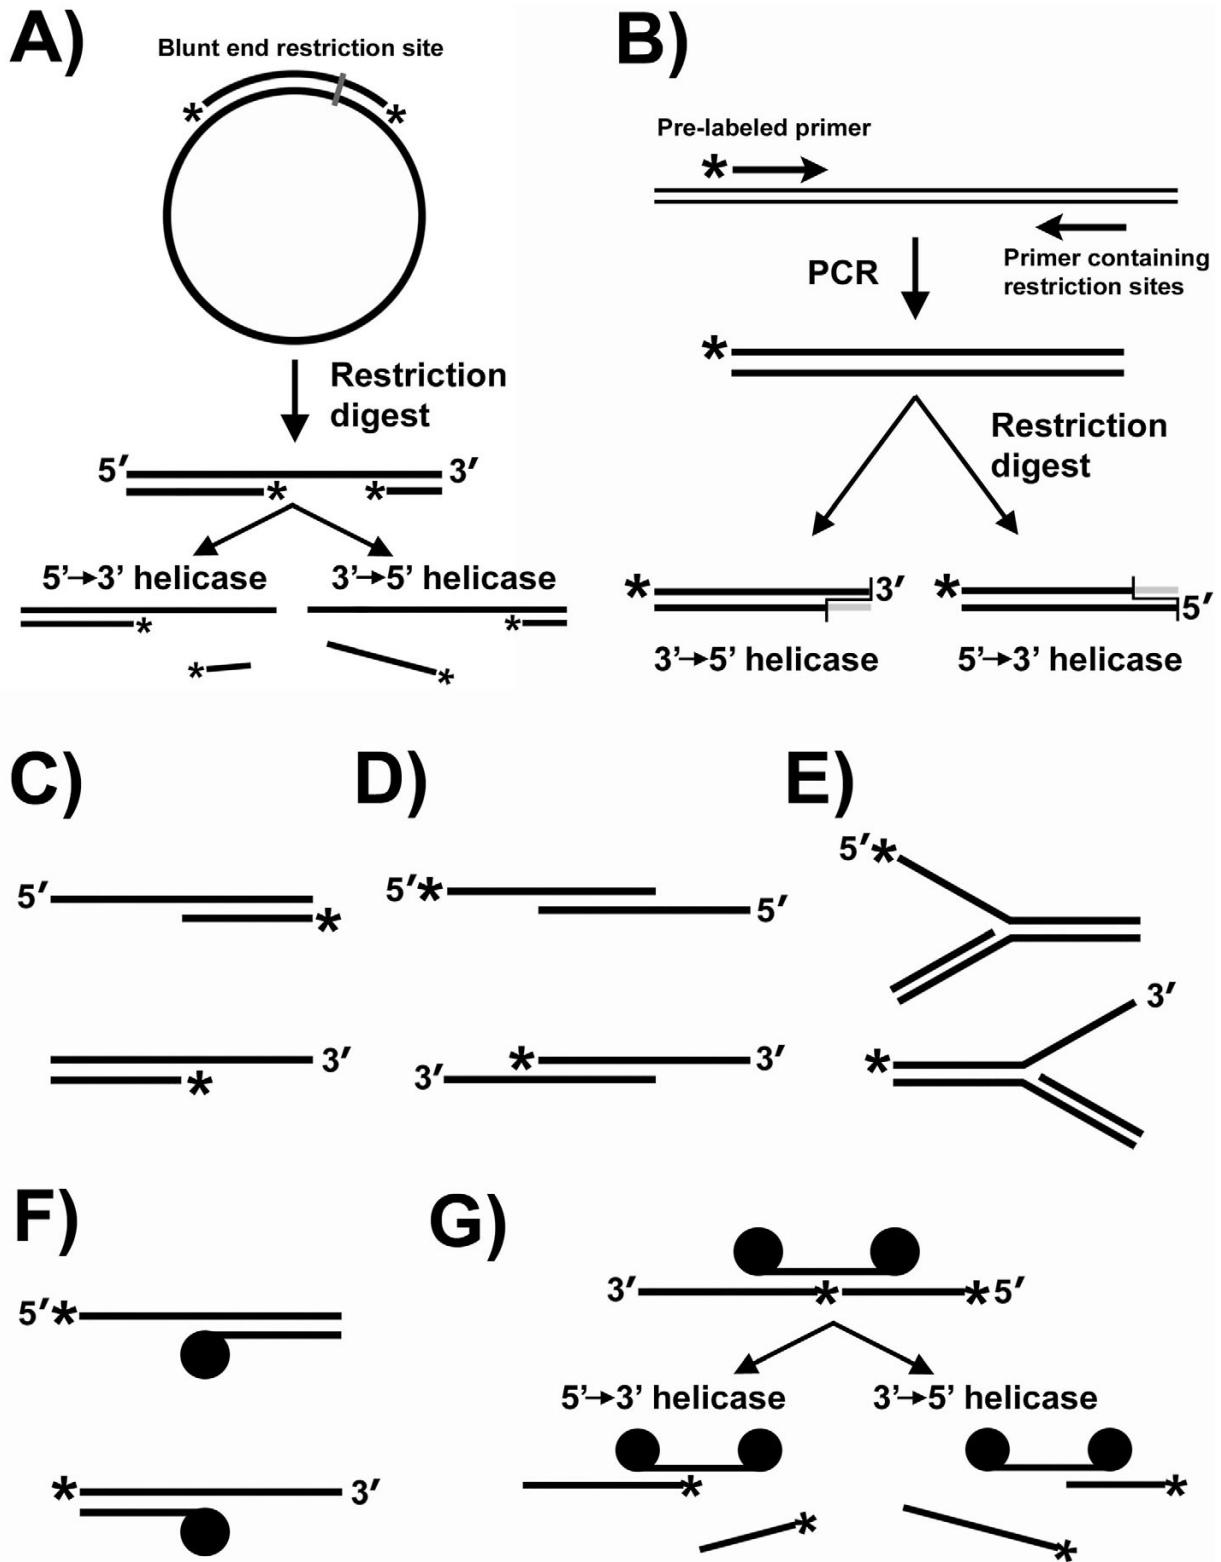 A)
Blunt end restriction site
*
*
Restriction
digest
5′
3′
*
*
5’→3’ helicase
3’→5’ helicase
*
*
*
*
B)
Pre-labeled primer
*
Primer containing
restriction sites
PCR
*
Restriction
digest
*
3′
*
5′
3’→5’ helicase
5’→3’ helicase
C)
5′
*
3′
*
D)
5′*
5′
*
3′
3′
E)
5′*
3′
*
F)
5′*
*
3′
G)
3′
*
*5′
5’→3’ helicase
3’→5’ helicase
*
*
*
*